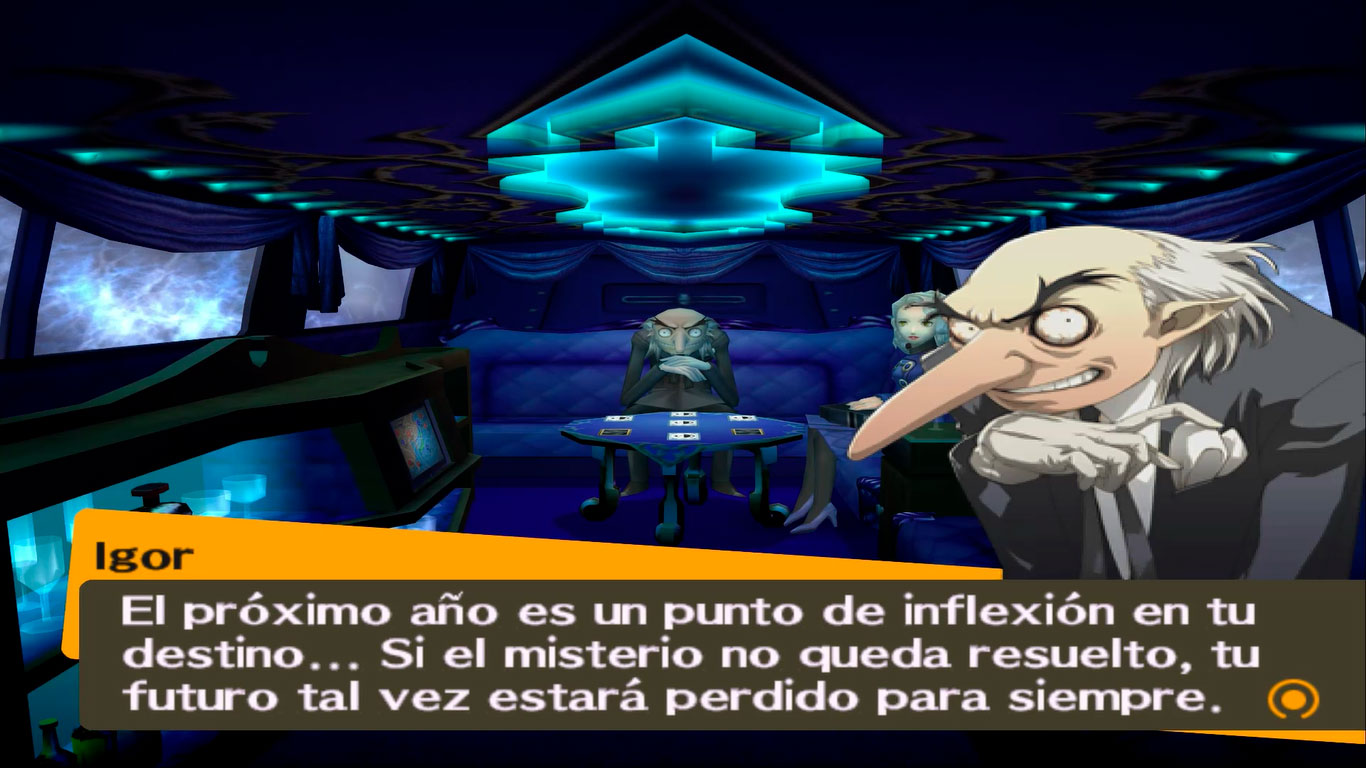 Igor
El próximo año es un punto de inflexión en tu
destino... Si el misterio no queda resuelto, tu
futuro tal vez estará perdido para siempre.